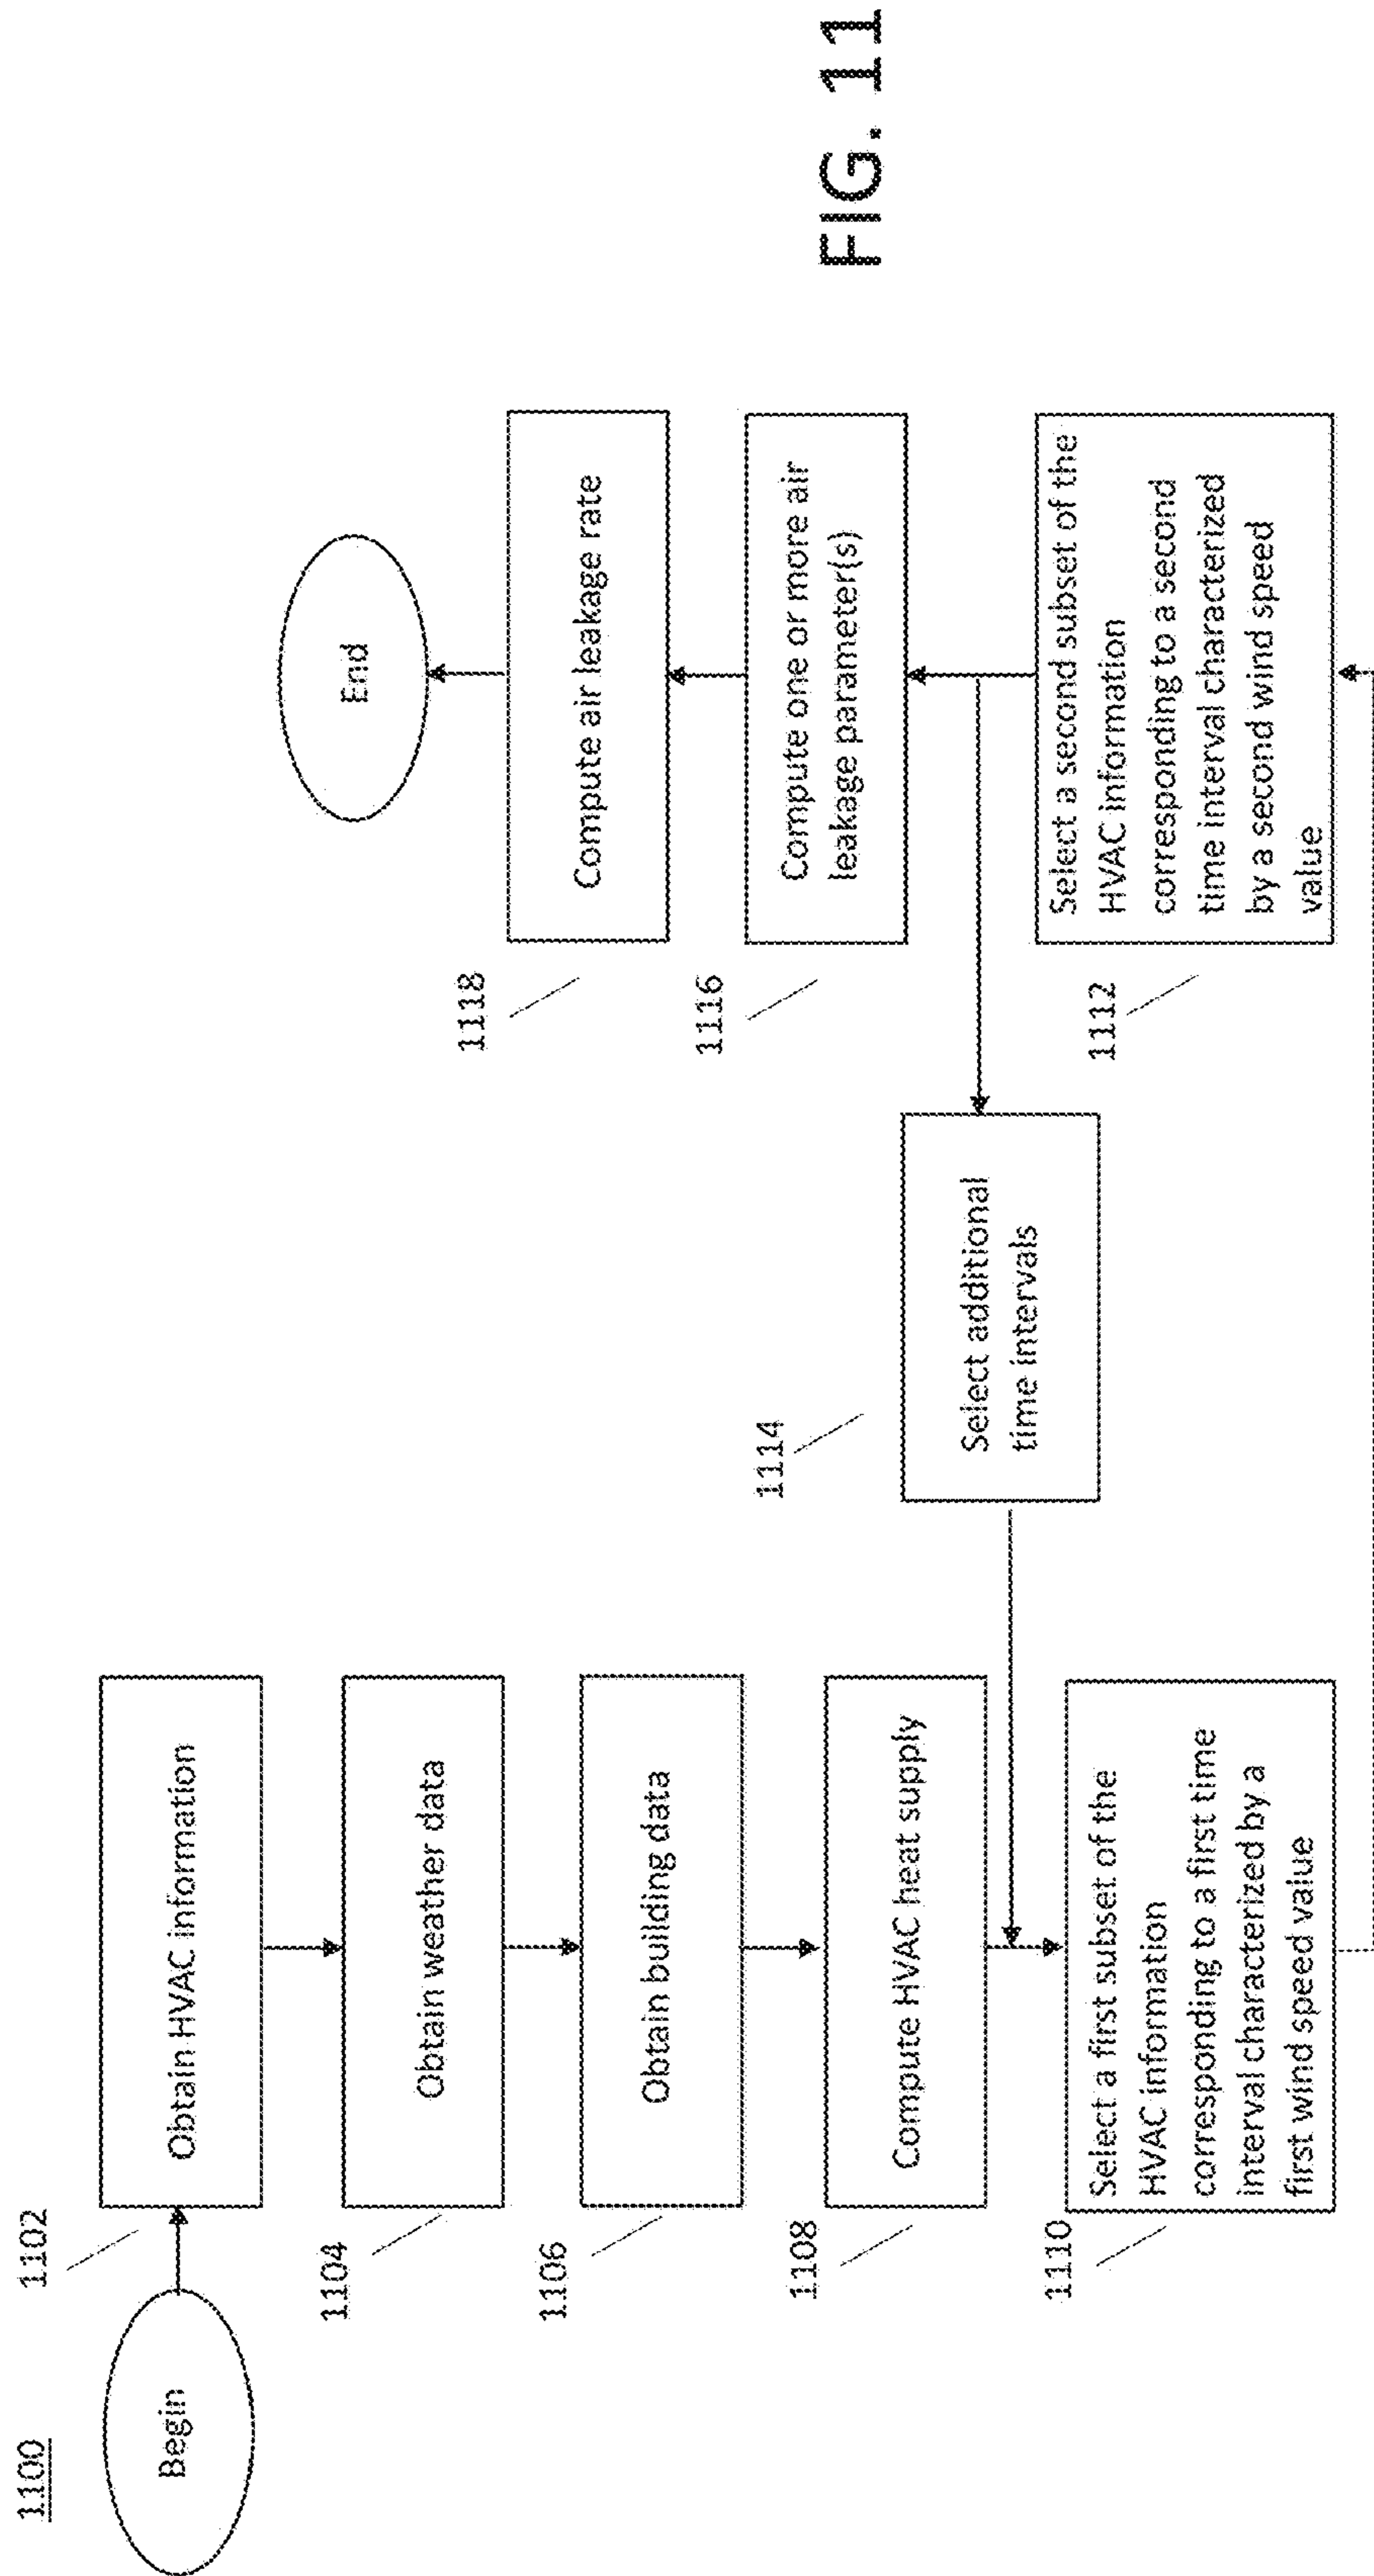 1100
Begin
1102
Obtain HVAC information
1104
Obtain weather data
1106
Obtain building data
1108
Compute HVAC heat supply
1110
Select a first subset of the
HVAC information
corresponding to a first time
interval characterized by a
first wind speed value
1114
Select additional
time intervals
End
1118
Compute air leakage rate
1116
Compute one or more air
leakage parameter(s)
1112
Select a second subset of the
HVAC information
corresponding to a second
time interval characterized
by a second wind speed
value
FIG. 11